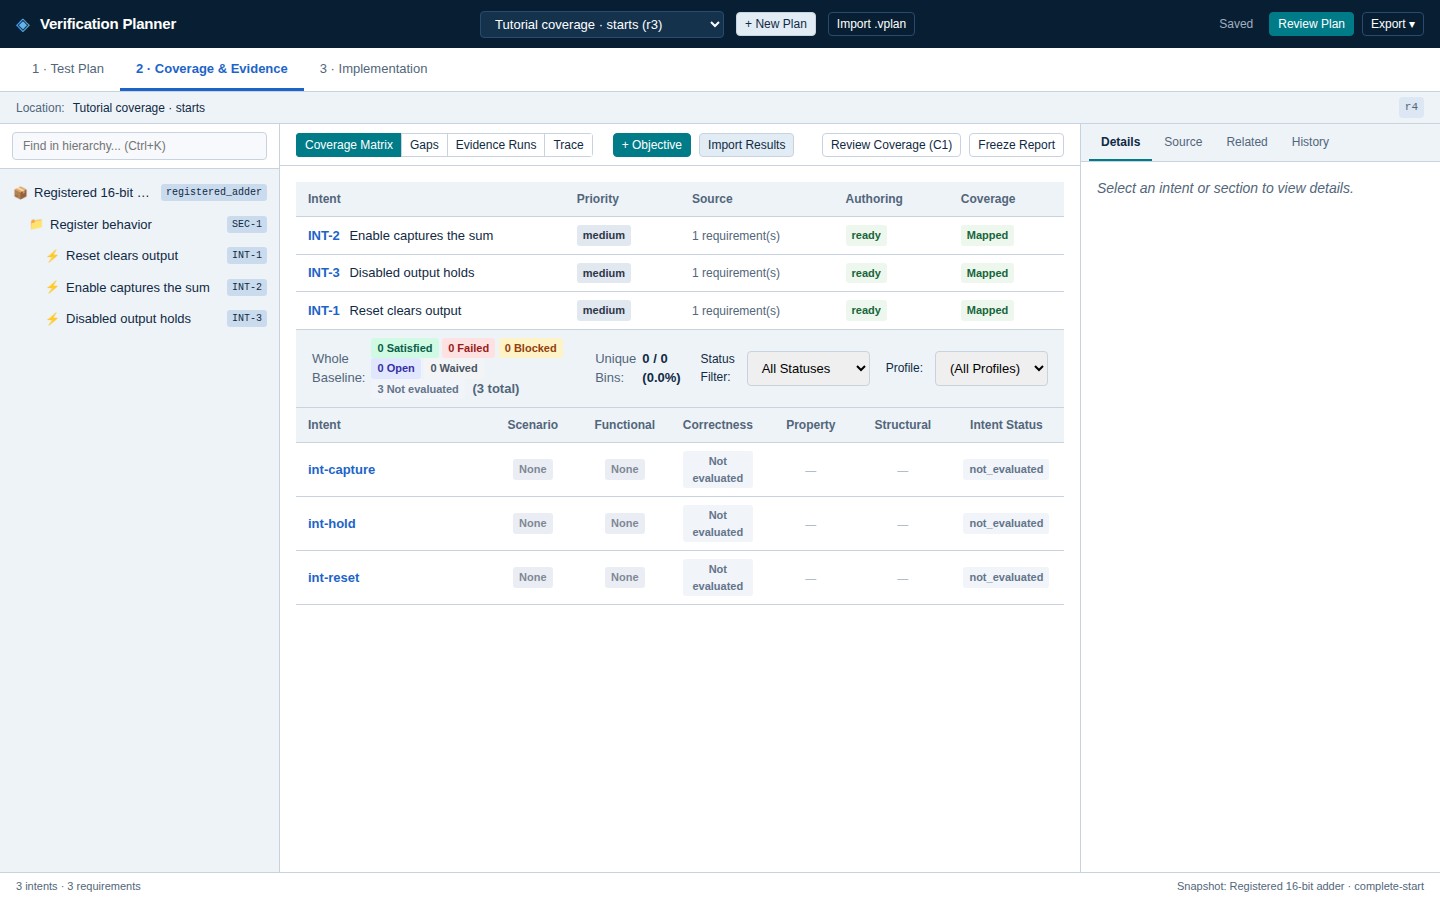 ◈ Verification Planner
Tutorial coverage · starts (r3)
+ New Plan
Import .vplan
Saved
Review Plan
Export ▾
1 · Test Plan
2 · Coverage & Evidence
3 · Implementation
Location: Tutorial coverage · starts
r4
Find in hierarchy... (Ctrl+K)
Registered 16-bit ... registered_adder
Register behavior SEC-1
Reset clears output INT-1
Enable captures the sum INT-2
Disabled output holds INT-3
Coverage Matrix
Gaps
Evidence Runs
Trace
+ Objective
Import Results
Review Coverage (C1)
Freeze Report
Intent Priority Source Authoring Coverage
INT-2 Enable captures the sum medium 1 requirement(s) ready Mapped
INT-3 Disabled output holds medium 1 requirement(s) ready Mapped
INT-1 Reset clears output medium 1 requirement(s) ready Mapped
Whole
Baseline:
0 Satisfied 0 Failed 0 Blocked
0 Open 0 Waived
3 Not evaluated (3 total)
Unique
Bins:
0 / 0
(0.0%)
Status
Filter:
All Statuses
Profile:
(All Profiles)
Intent Scenario Functional Correctness Property Structural Intent Status
int-capture None None Not
evaluated — — not_evaluated
int-hold None None Not
evaluated — — not_evaluated
int-reset None None Not
evaluated — — not_evaluated
Details
Source
Related
History
Select an intent or section to view details.
3 intents · 3 requirements
Snapshot: Registered 16-bit adder · complete-start